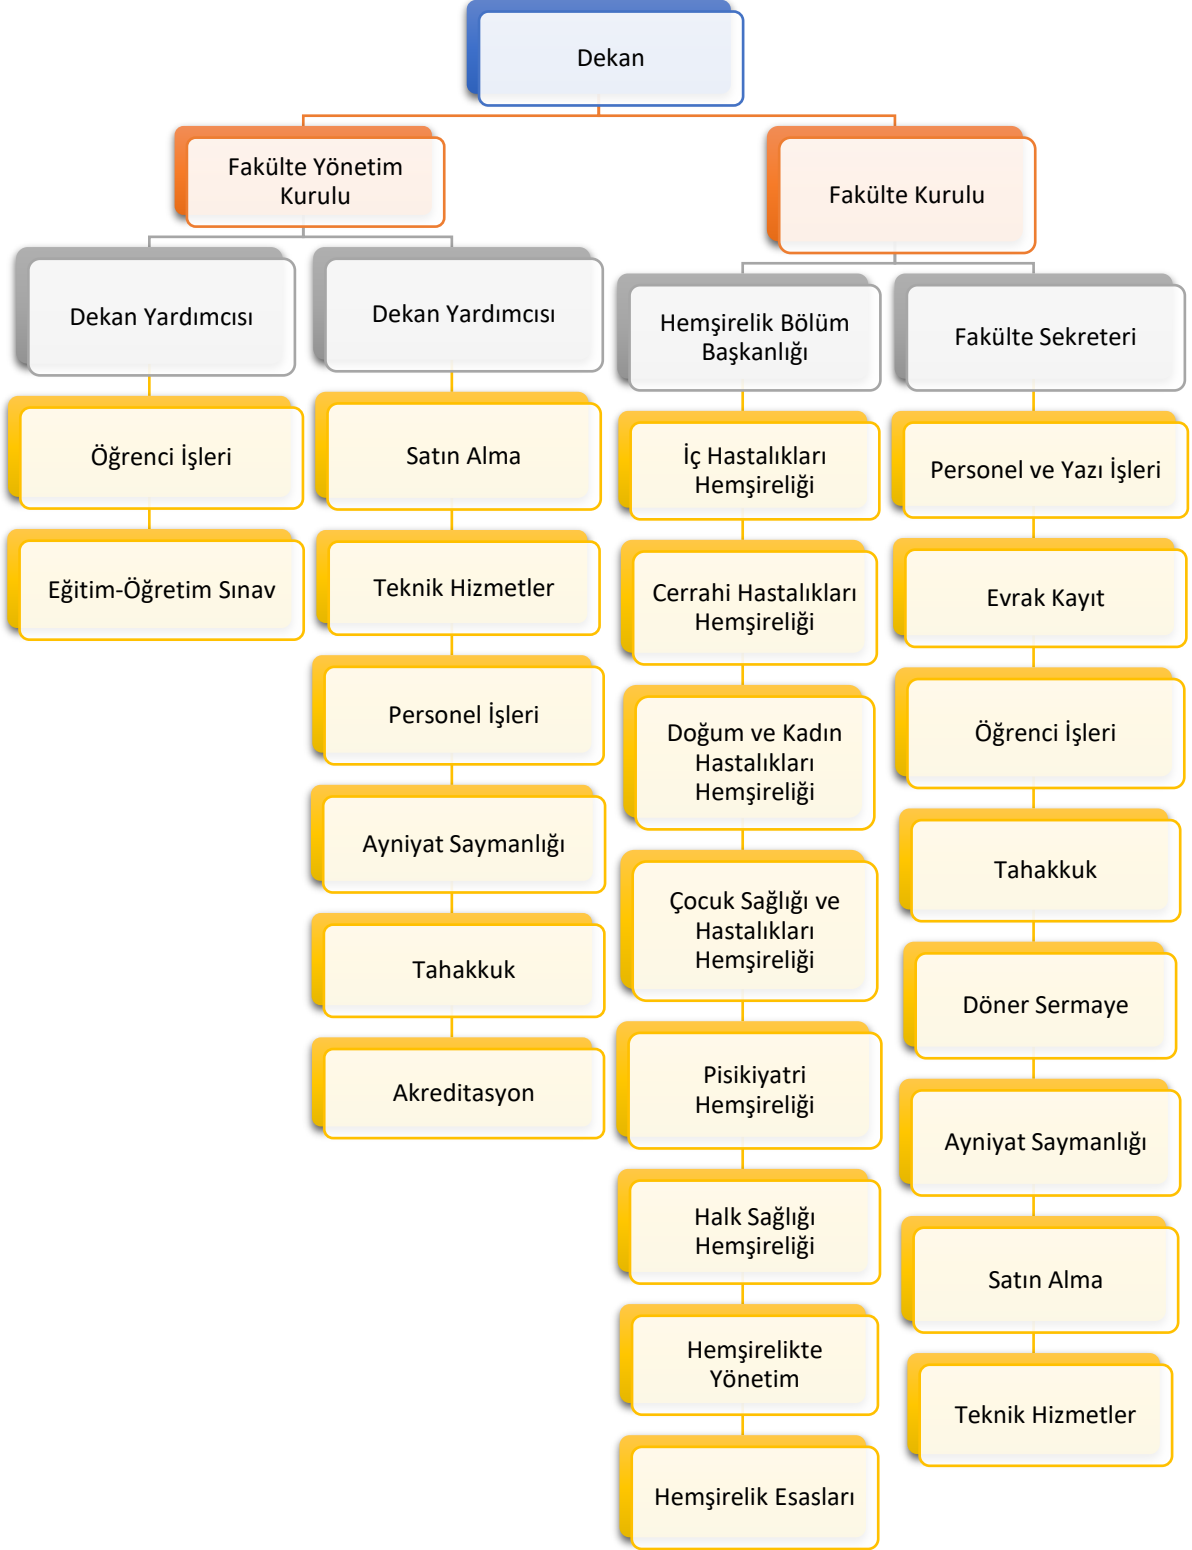 Dekan
Fakülte Yönetim
Kurulu
Fakülte Kurulu
Dekan Yardımcısı
Öğrenci İşleri
Eğitim-Öğretim Sınav
Dekan Yardımcısı
Satın Alma
Teknik Hizmetler
Personel İşleri
Ayniyat Saymanlığı
Tahakkuk
Akreditasyon
Hemşirelik Bölüm
Başkanlığı
İç Hastalıkları
Hemşireliği
Cerrahi Hastalıkları
Hemşireliği
Doğum ve Kadın
Hastalıkları
Hemşireliği
Çocuk Sağlığı ve
Hastalıkları
Hemşireliği
Pisikiyatri
Hemşireliği
Halk Sağlığı
Hemşireliği
Hemşirelikte
Yönetim
Hemşirelik Esasları
Fakülte Sekreteri
Personel ve Yazı İşleri
Evrak Kayıt
Öğrenci İşleri
Tahakkuk
Döner Sermaye
Ayniyat Saymanlığı
Satın Alma
Teknik Hizmetler